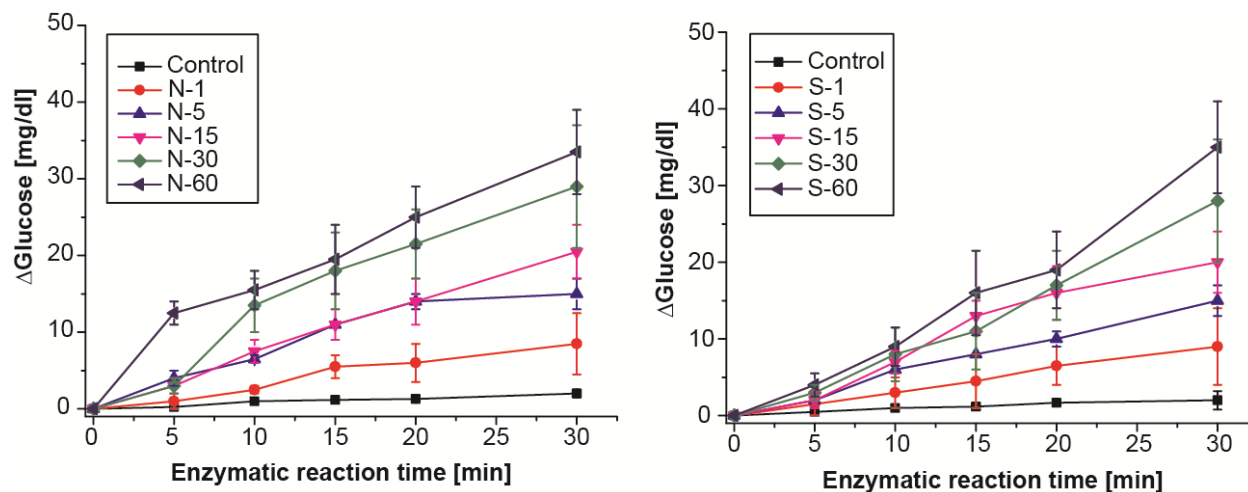 50
40
30
20
10
0
ΔGlucose [mg/dl]
Control
N-1
N-5
N-15
N-30
N-60
0 5 10 15 20 25 30
Enzymatic reaction time [min]
50
40
30
20
10
0
ΔGlucose [mg/dl]
Control
S-1
S-5
S-15
S-30
S-60
0 5 10 15 20 25 30
Enzymatic reaction time [min]